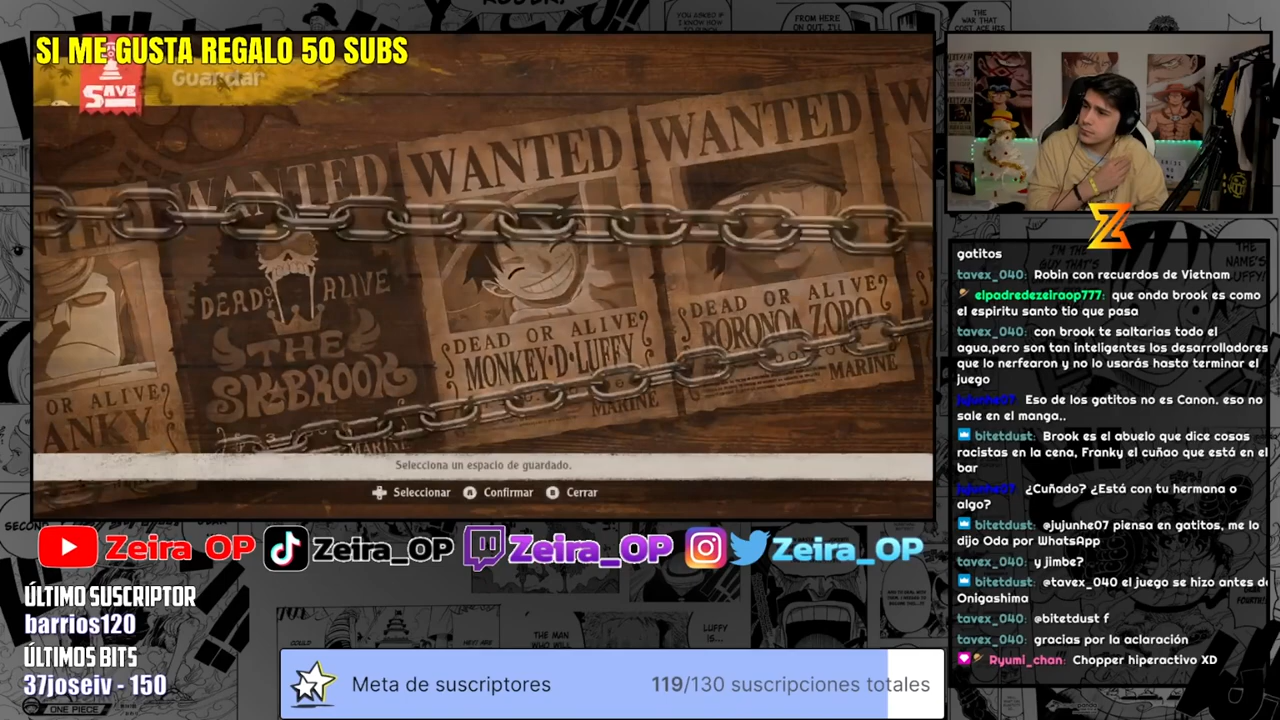 SI ME GUSTA REGALO 50 SUBS
SAVE
Guardar
WANTED
WANTED
WANTED
DEAD ALIVE
"THE
DEAD OR ALIVE
MONKEY·D·LUFFY
MARINE
DEAD OR ALIVE
RORONOA ZORO
MARINE
OR ALIVE
ANKY
MARINE
Selecciona un espacio de guardado.
Seleccionar
Confirmar
Cerrar
Zeira OP
Zeira_OP
Zeira_OP
Zeira_OP
ÚLTIMO SUSCRIPTOR
barrios120
ÚLTIMOS BITS
37joseiv - 150
ONE PIECE
Meta de suscriptores
119/130 suscripciones totales
gatitos
tavex_040: Robin con recuerdos de Vietnam
elpadredezeiraop777: que onda brook es como
el espiritu santo tio que pasa
tavex_040: con brook te saltarias todo el
agua,pero son tan inteligentes los desarrolladores
que lo nerfearon y no lo usarás hasta terminar el
juego
jujunhe07 Eso de los gatitos no es Canon. eso no
sale en el manga..
bitetdust: Brook es el abuelo que dice cosas
racistas en la cena, Franky el cuñao que está en el
bar
jujunhe07 ¿Cuñado? ¿Está con tu hermana o
algo?
bitetdust: @jujunhe07 piensa en gatitos, me lo
dijo Oda por WhatsApp
tavex_040: y jimbe?
bitetdust: @tavex_040 el juego se hizo antes de
Onigashima
tavex_040: @bitetdust f
tavex_040: gracias por la aclaración
Ryumi_chan: Chopper hiperactivo XD